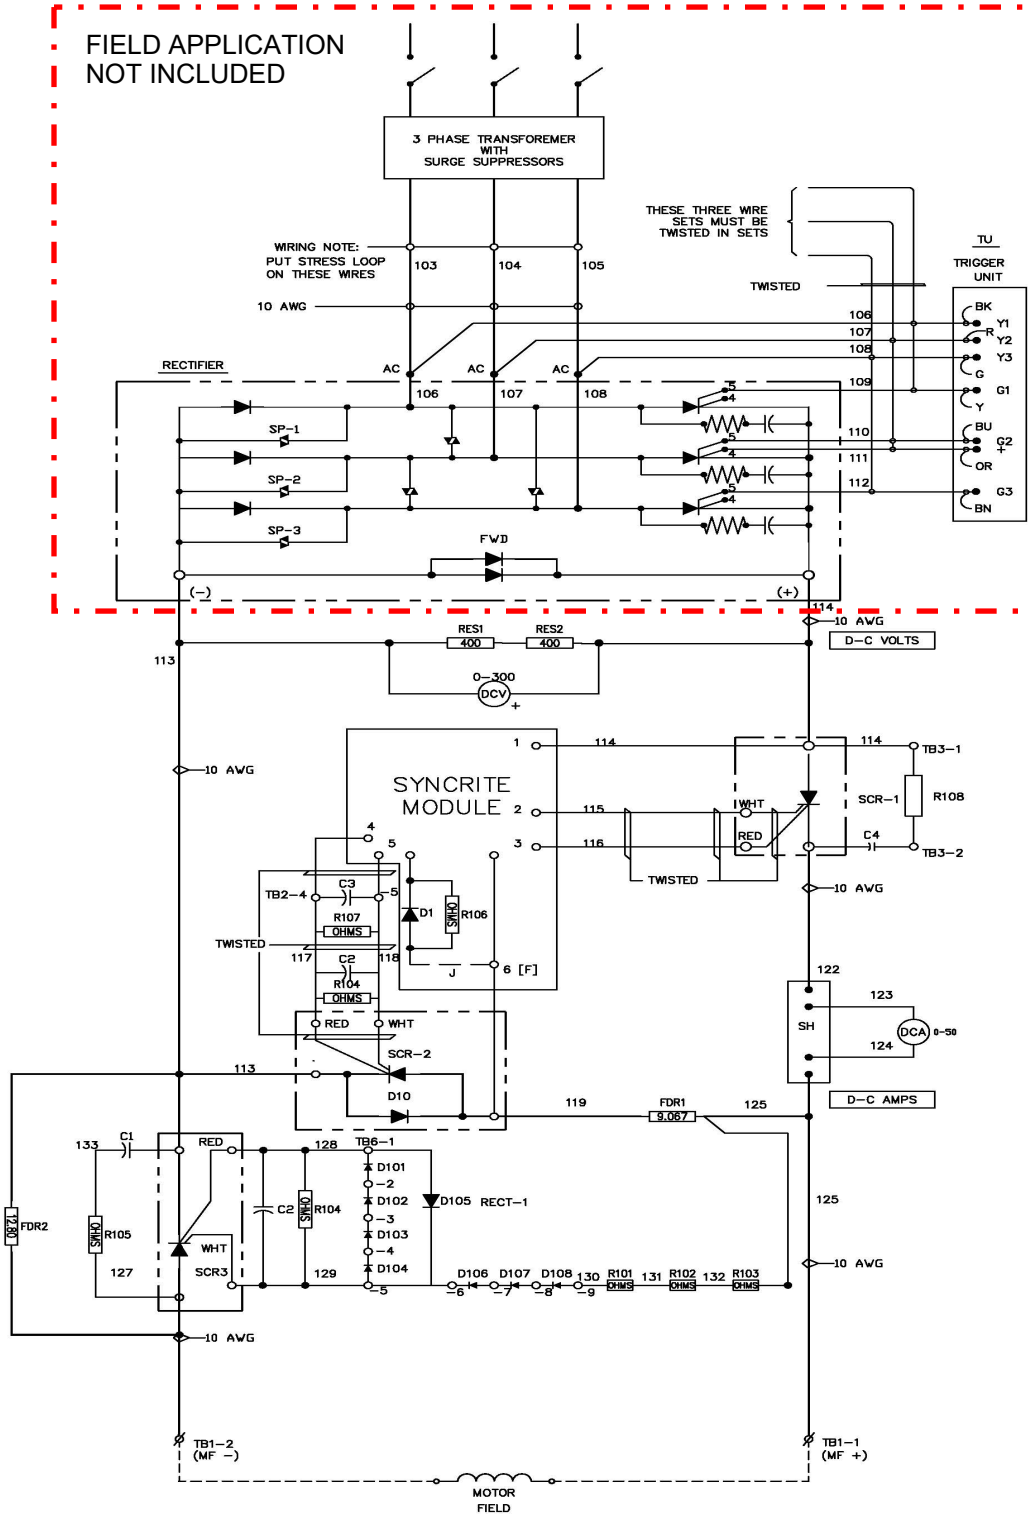 FIELD APPLICATION
NOT INCLUDED
3 PHASE TRANSFOREMER
WITH
SURGE SUPPRESSORS
THESE THREE WIRE
SETS MUST BE
TWISTED IN SETS
WIRING NOTE:
PUT STRESS LOOP
ON THESE WIRES
103
104
105
TU
TRIGGER
UNIT
TWISTED
10 AWG
106
107
108
109
110
111
112
BK
Y1
R
Y2
Y3
G
G1
Y
BU
G2
+
OR
G3
BN
RECTIFIER
AC
AC
AC
106
107
108
5
4
SP-1
5
4
SP-2
5
4
SP-3
FWD
(-)
(+)
114
10 AWG
D-C VOLTS
RES1
400
RES2
400
113
0-300
DCV
+
10 AWG
SYNCRITE
MODULE
1
114
114
TB3-1
2
115
WHT
SCR-1
R108
3
116
RED
C4
TB3-2
TWISTED
10 AWG
4
5
TB2-4
C3
-5
R107
OHMS
D1
OHMS
R106
TWISTED
117
118
C2
R104
OHMS
J
6 [F]
RED
WHT
SCR-2
113
D10
122
123
SH
DCA
0-50
124
D-C AMPS
119
FDR1
9.067
125
133
C1
RED
128
TB6-1
D101
-2
D102
-3
D103
-4
D104
-5
D105
RECT-1
125
FDR2
12.80
OHMS
R105
127
WHT
SCR3
C2
OHMS
R104
129
D106
D107
D108
-6
-7
-8
-9
130
R101
OHMS
131
R102
OHMS
132
R103
OHMS
10 AWG
10 AWG
TB1-2
(MF -)
TB1-1
(MF +)
MOTOR
FIELD